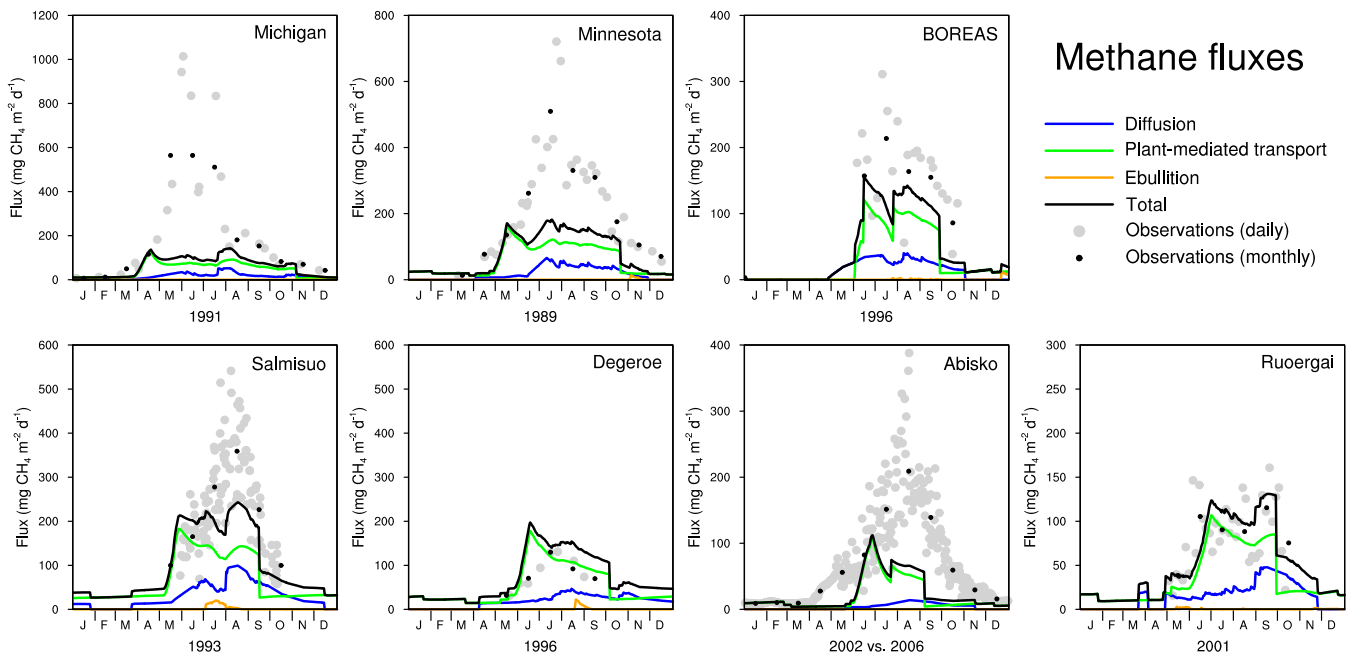 Michigan
Flux (mg CH₄ m⁻² d⁻¹)
1200
1000
800
600
400
200
0
J F M A M J J A S O N D
1991
Minnesota
Flux (mg CH₄ m⁻² d⁻¹)
800
600
400
200
0
J F M A M J J A S O N D
1989
BOREAS
Flux (mg CH₄ m⁻² d⁻¹)
400
300
200
100
0
J F M A M J J A S O N D
1996
Methane fluxes
Diffusion
Plant-mediated transport
Ebullition
Total
Observations (daily)
Observations (monthly)
Salmisuo
Flux (mg CH₄ m⁻² d⁻¹)
600
500
400
300
200
100
0
J F M A M J J A S O N D
1993
Degeroe
Flux (mg CH₄ m⁻² d⁻¹)
600
500
400
300
200
100
0
J F M A M J J A S O N D
1996
Abisko
Flux (mg CH₄ m⁻² d⁻¹)
400
300
200
100
0
J F M A M J J A S O N D
2002 vs. 2006
Ruoergai
Flux (mg CH₄ m⁻² d⁻¹)
300
250
200
150
100
50
0
J F M A M J J A S O N D
2001